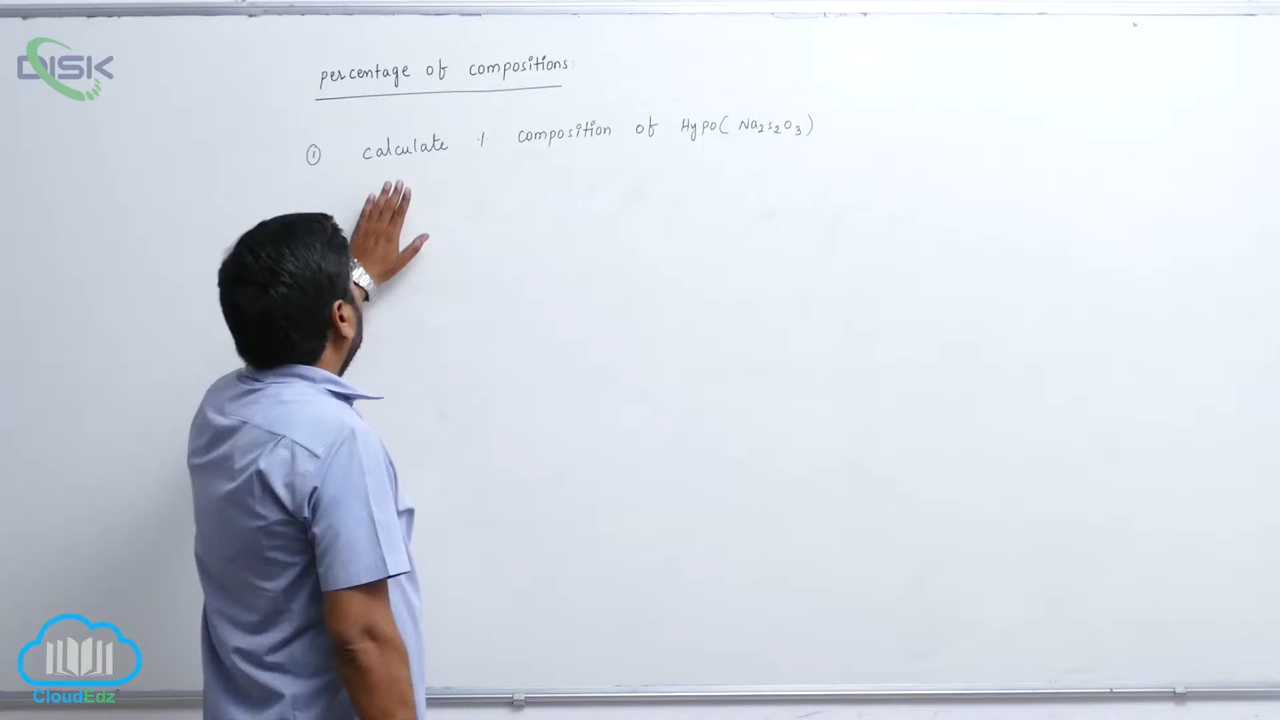 DISK
percentage of compositions:
① calculate % composition of Hypo( Na₂S₂O₃)
CloudEdz